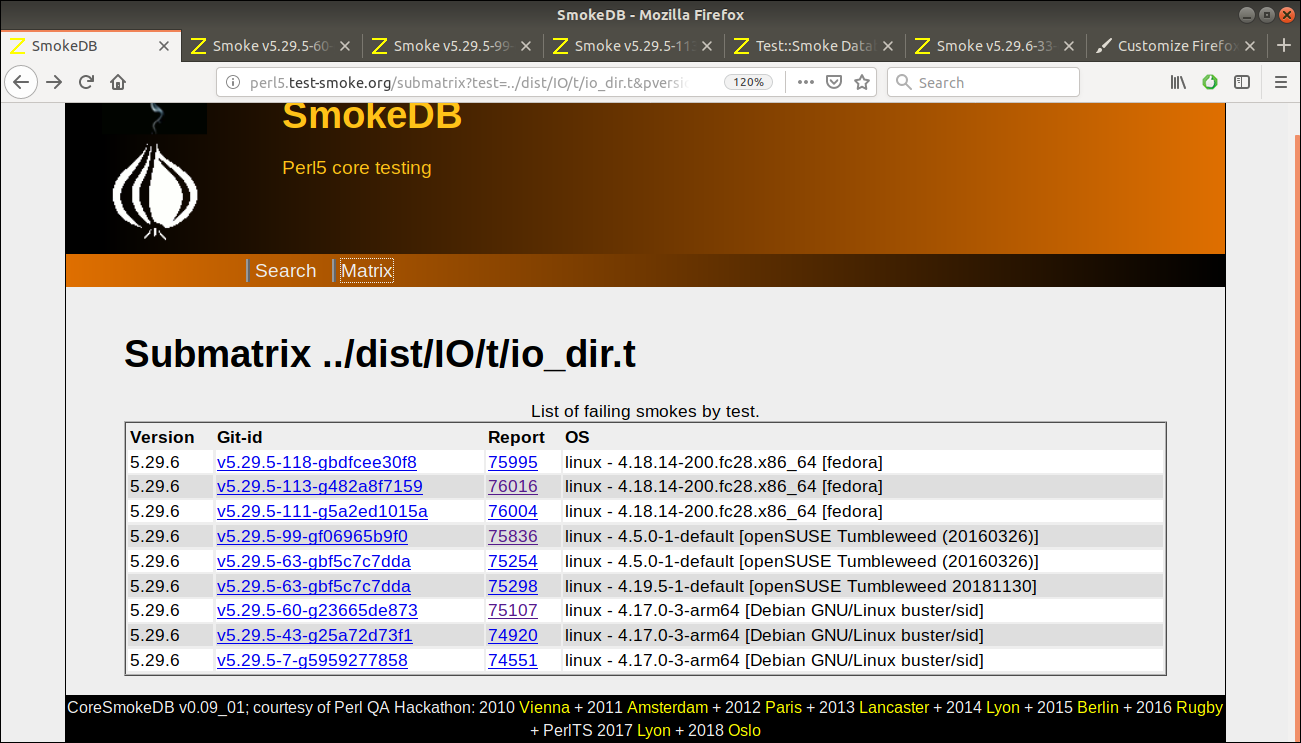 SmokeDB - Mozilla Firefox
SmokeDB Smoke v5.29.5-60- Smoke v5.29.5-99- Smoke v5.29.5-113 Test::Smoke Data Smoke v5.29.6-33- Customize Firefox
perl5.test-smoke.org/submatrix?test=../dist/IO/t/io_dir.t&pversi 120% Search
SmokeDB
Perl5 core testing
Search Matrix
Submatrix ../dist/IO/t/io_dir.t
List of failing smokes by test.
Version Git-id Report OS
5.29.6 v5.29.5-118-gbdfcee30f8 75995 linux - 4.18.14-200.fc28.x86_64 [fedora]
5.29.6 v5.29.5-113-g482a8f7159 76016 linux - 4.18.14-200.fc28.x86_64 [fedora]
5.29.6 v5.29.5-111-g5a2ed1015a 76004 linux - 4.18.14-200.fc28.x86_64 [fedora]
5.29.6 v5.29.5-99-gf06965b9f0 75836 linux - 4.5.0-1-default [openSUSE Tumbleweed (20160326)]
5.29.6 v5.29.5-63-gbf5c7c7dda 75254 linux - 4.5.0-1-default [openSUSE Tumbleweed (20160326)]
5.29.6 v5.29.5-63-gbf5c7c7dda 75298 linux - 4.19.5-1-default [openSUSE Tumbleweed 20181130]
5.29.6 v5.29.5-60-g23665de873 75107 linux - 4.17.0-3-arm64 [Debian GNU/Linux buster/sid]
5.29.6 v5.29.5-43-g25a72d73f1 74920 linux - 4.17.0-3-arm64 [Debian GNU/Linux buster/sid]
5.29.6 v5.29.5-7-g5959277858 74551 linux - 4.17.0-3-arm64 [Debian GNU/Linux buster/sid]
CoreSmokeDB v0.09_01; courtesy of Perl QA Hackathon: 2010 Vienna + 2011 Amsterdam + 2012 Paris + 2013 Lancaster + 2014 Lyon + 2015 Berlin + 2016 Rugby
+ PerlTS 2017 Lyon + 2018 Oslo